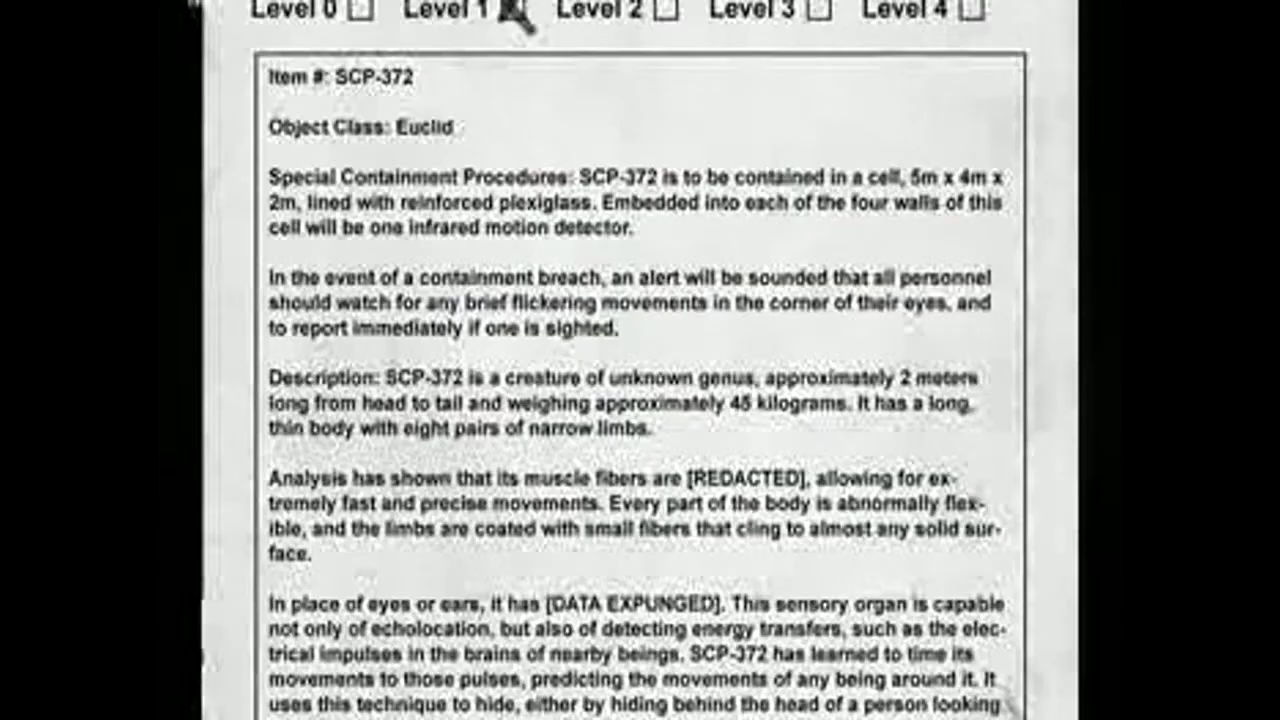 Level 0 Level 1 Level 2 Level 3 Level 4
Item #: SCP-372
Object Class: Euclid
Special Containment Procedures: SCP-372 is to be contained in a cell, 5m x 4m x
2m, lined with reinforced plexiglass. Embedded into each of the four walls of this
cell will be one infrared motion detector.
In the event of a containment breach, an alert will be sounded that all personnel
should watch for any brief flickering movements in the corner of their eyes, and
to report immediately if one is sighted.
Description: SCP-372 is a creature of unknown genus, approximately 2 meters
long from head to tail and weighing approximately 45 kilograms. It has a long,
thin body with eight pairs of narrow limbs.
Analysis has shown that its muscle fibers are [REDACTED], allowing for ex-
tremely fast and precise movements. Every part of the body is abnormally flex-
ible, and the limbs are coated with small fibers that cling to almost any solid sur-
face.
In place of eyes or ears, it has [DATA EXPUNGED]. This sensory organ is capable
not only of echolocation, but also of detecting energy transfers, such as the elec-
trical impulses in the brains of nearby beings. SCP-372 has learned to time its
movements to those pulses, predicting the movements of any being around it. It
uses this technique to hide, either by hiding behind the head of a person looking